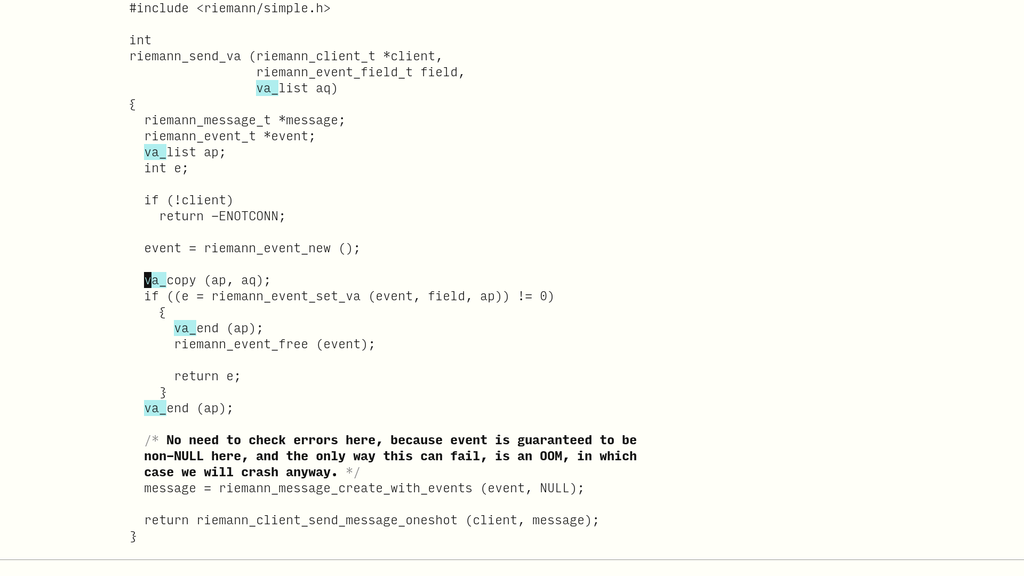 #include <riemann/simple.h>
int
riemann_send_va (riemann_client_t *client,
riemann_event_field_t field,
va_list aq)
{
riemann_message_t *message;
riemann_event_t *event;
va_list ap;
int e;
if (!client)
return -ENOTCONN;
event = riemann_event_new ();
va_copy (ap, aq);
if ((e = riemann_event_set_va (event, field, ap)) != 0)
{
va_end (ap);
riemann_event_free (event);
return e;
}
va_end (ap);
/* No need to check errors here, because event is guaranteed to be
non-NULL here, and the only way this can fail, is an OOM, in which
case we will crash anyway. */
message = riemann_message_create_with_events (event, NULL);
return riemann_client_send_message_oneshot (client, message);
}